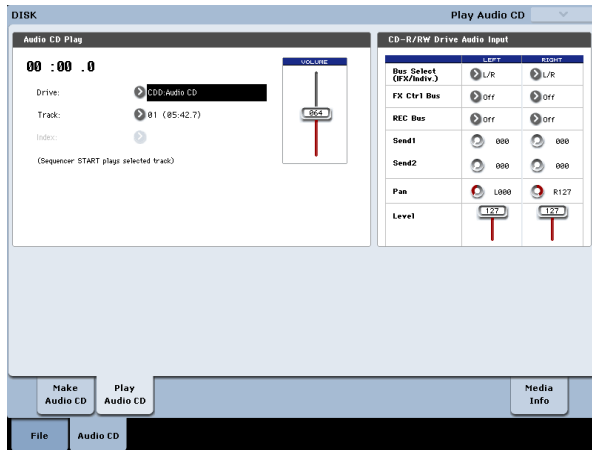 DISK
Play Audio CD
Audio CD Play
00 :00 .0
Drive: CDD:Audio CD
Track: 01 (05:42.7)
Index:
(Sequencer START plays selected track)
VOLUME
064
CD-R/RW Drive Audio Input
LEFT RIGHT
Bus Select
(IFX/Indiv.) L/R L/R
FX Ctrl Bus Off Off
REC Bus Off Off
Send1 000 000
Send2 000 000
Pan L000 R127
Level 127 127
Make
Audio CD
Play
Audio CD
Media
Info
File
Audio CD